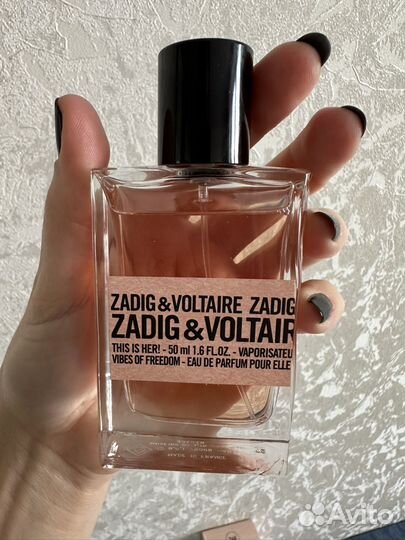 ZADIG&VOLTAIRE ZADIG
ZADIG&VOLTAIR
THIS IS HER! - 50 ml 1.6 FL.OZ. - VAPORISATEU
VIBES OF FREEDOM - EAU DE PARFUM POUR ELLE
Avito